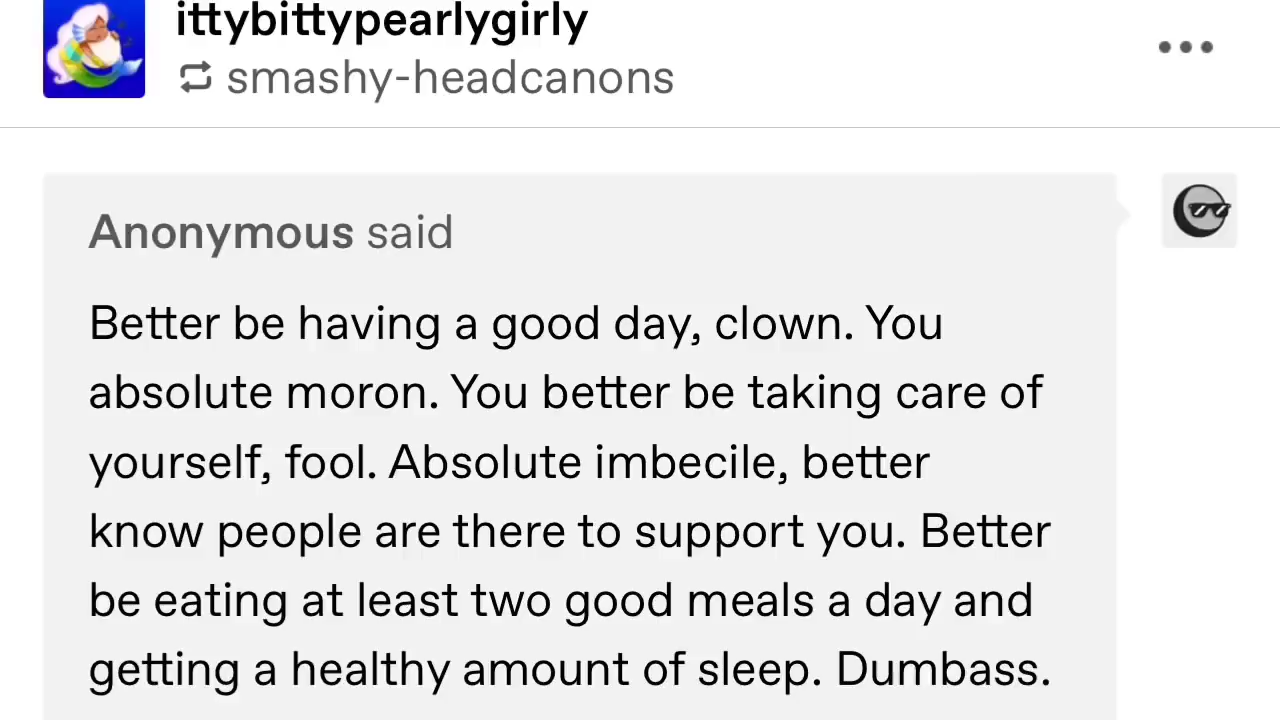 ittybittypearlygirly
smashy-headcanons
Anonymous said
Better be having a good day, clown. You
absolute moron. You better be taking care of
yourself, fool. Absolute imbecile, better
know people are there to support you. Better
be eating at least two good meals a day and
getting a healthy amount of sleep. Dumbass.